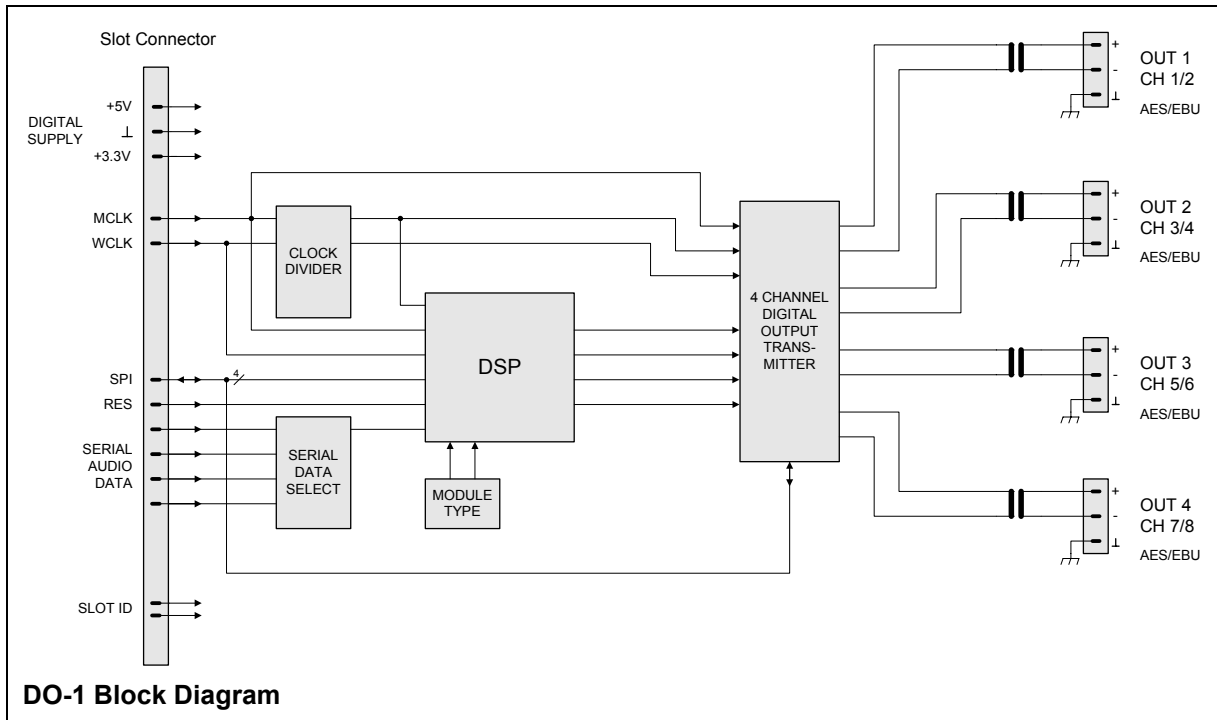 Slot Connector
DIGITAL
SUPPLY
+5V
⊥
+3.3V
MCLK
WCLK
SPI
4
RES
SERIAL
AUDIO
DATA
SLOT ID
CLOCK
DIVIDER
SERIAL
DATA
SELECT
DSP
MODULE
TYPE
4 CHANNEL
DIGITAL
OUTPUT
TRANS-
MITTER
+
-
⊥
OUT 1
CH 1/2
AES/EBU
+
-
⊥
OUT 2
CH 3/4
AES/EBU
+
-
⊥
OUT 3
CH 5/6
AES/EBU
+
-
⊥
OUT 4
CH 7/8
AES/EBU
DO-1 Block Diagram